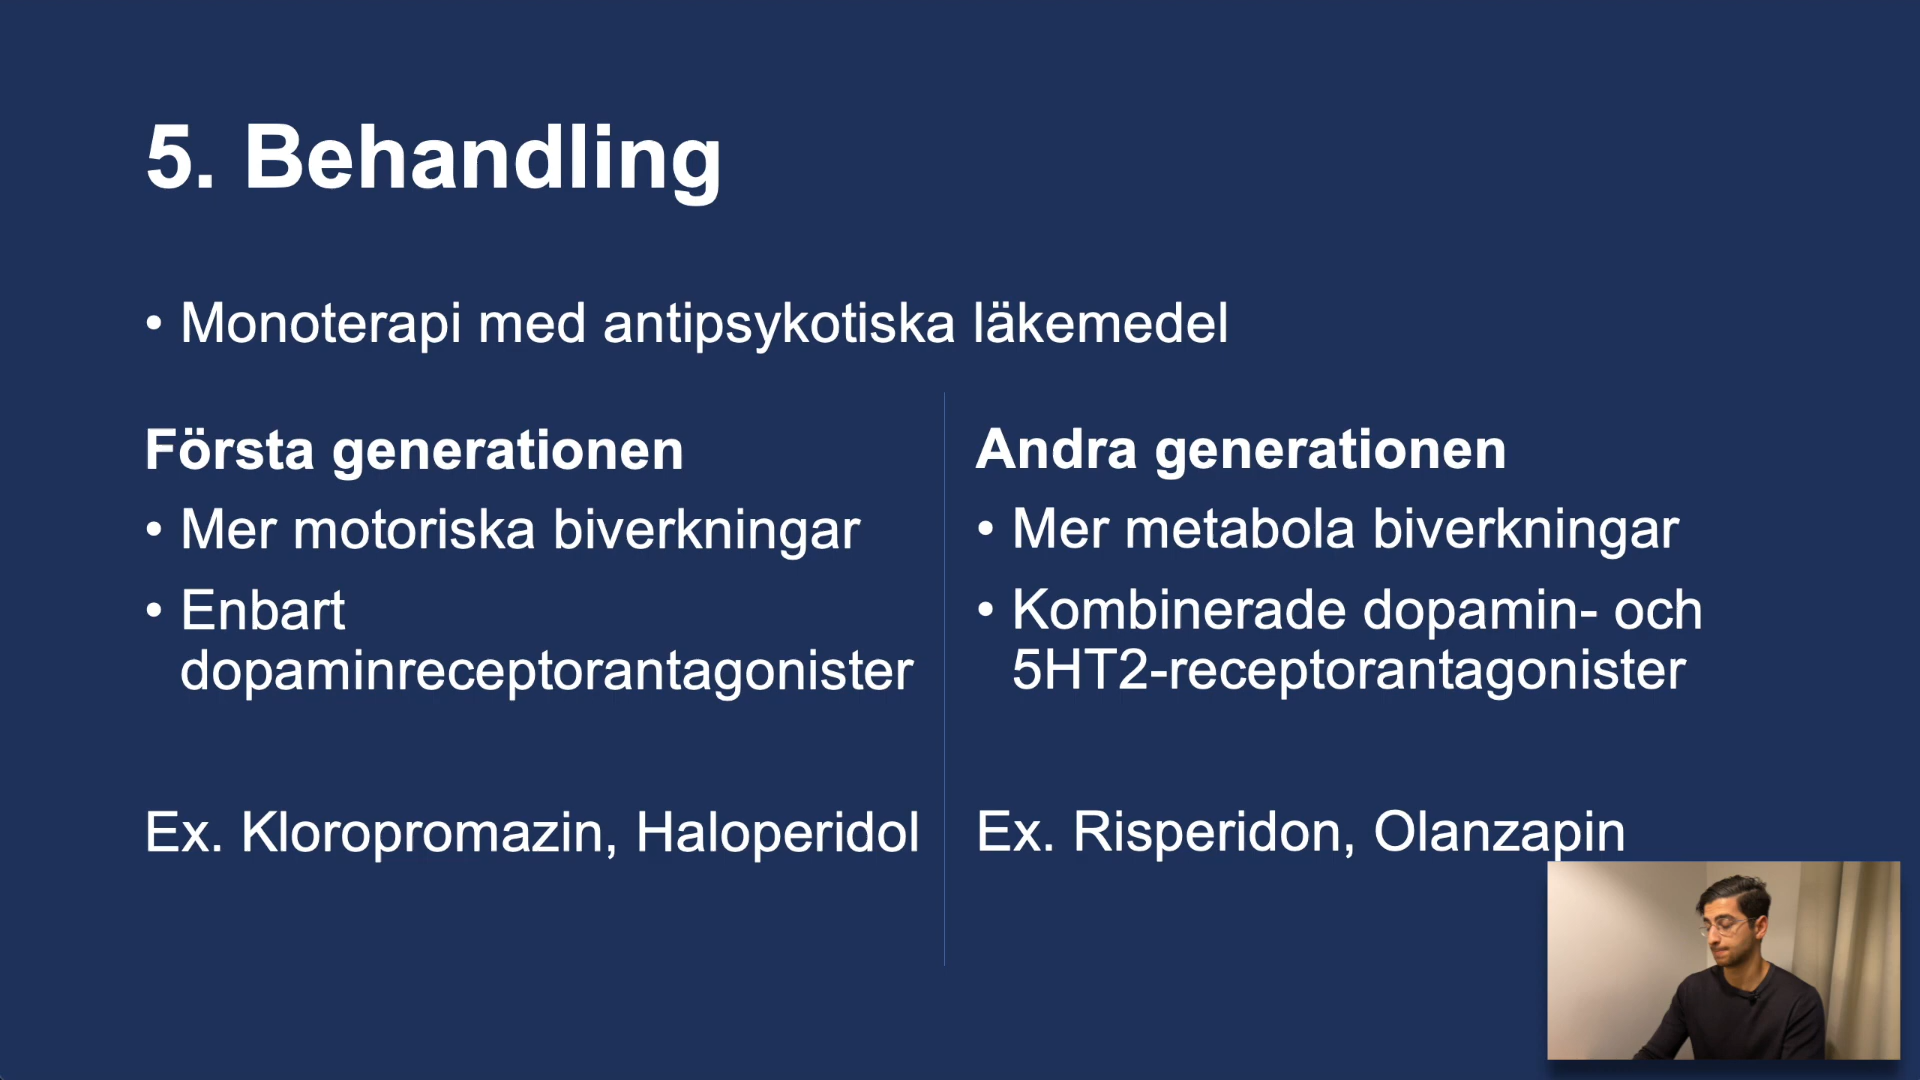 5. Behandling
• Monoterapi med antipsykotiska läkemedel
Första generationen
• Mer motoriska biverkningar
• Enbart
dopaminreceptorantagonister
Ex. Kloropromazin, Haloperidol
Andra generationen
• Mer metabola biverkningar
• Kombinerade dopamin- och
5HT2-receptorantagonister
Ex. Risperidon, Olanzapin